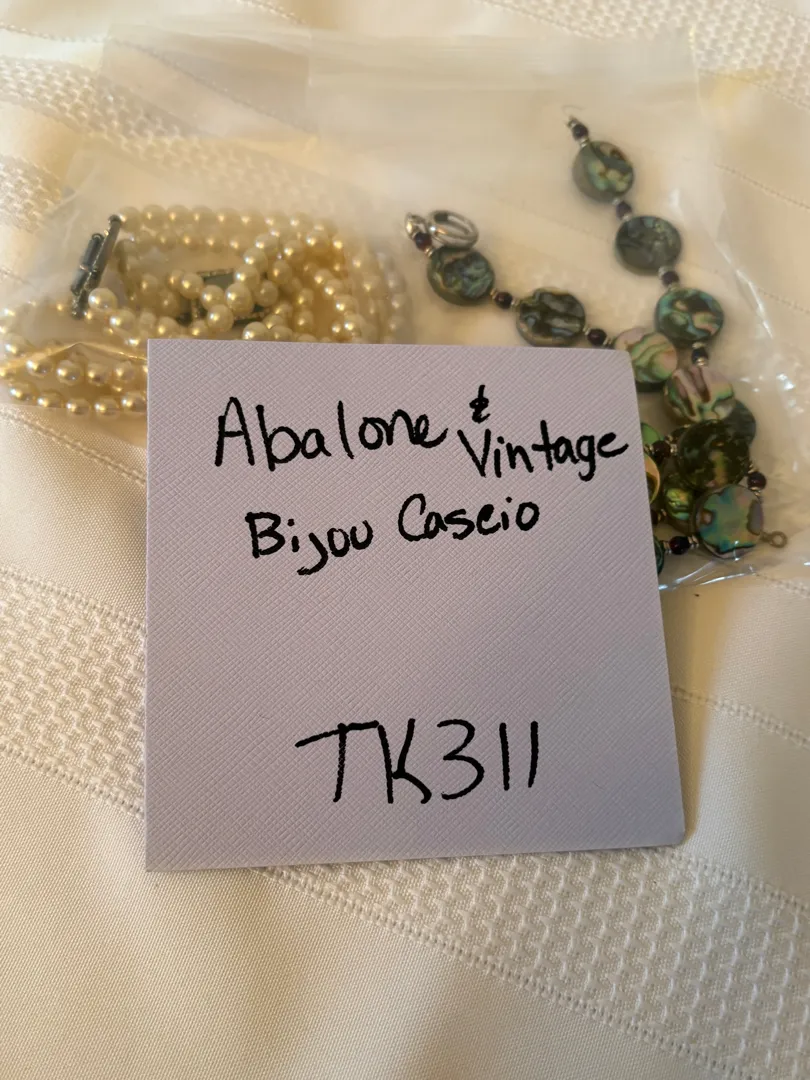 Abalone &
Vintage
Bijou Cascio
TK311